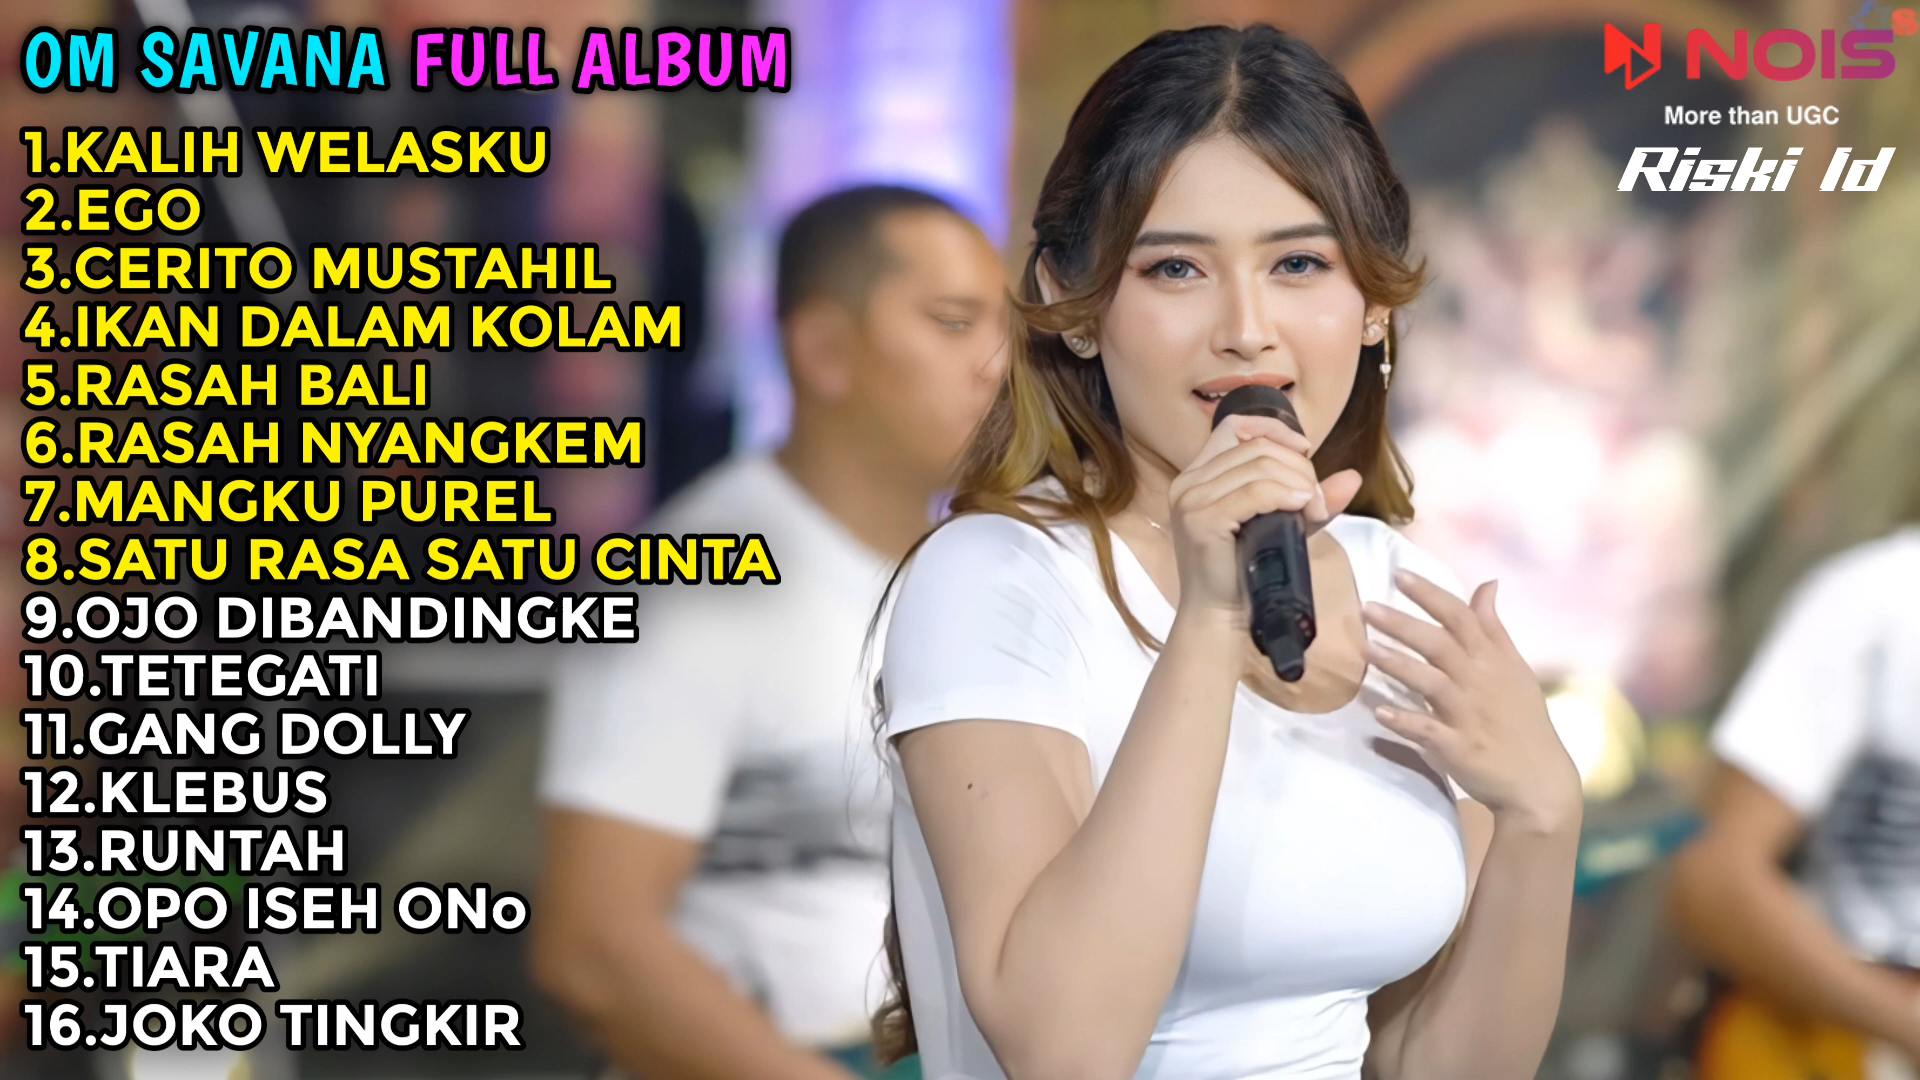 OM SAVANA FULL ALBUM
1.KALIH WELASKU
2.EGO
3.CERITO MUSTAHIL
4.IKAN DALAM KOLAM
5.RASAH BALI
6.RASAH NYANGKEM
7.MANGKU PUREL
8.SATU RASA SATU CINTA
9.OJO DIBANDINGKE
10.TETEGATI
11.GANG DOLLY
12.KLEBUS
13.RUNTAH
14.OPO ISEH ONo
15.TIARA
16.JOKO TINGKIR
NOIS
More than UGC
Riski Id